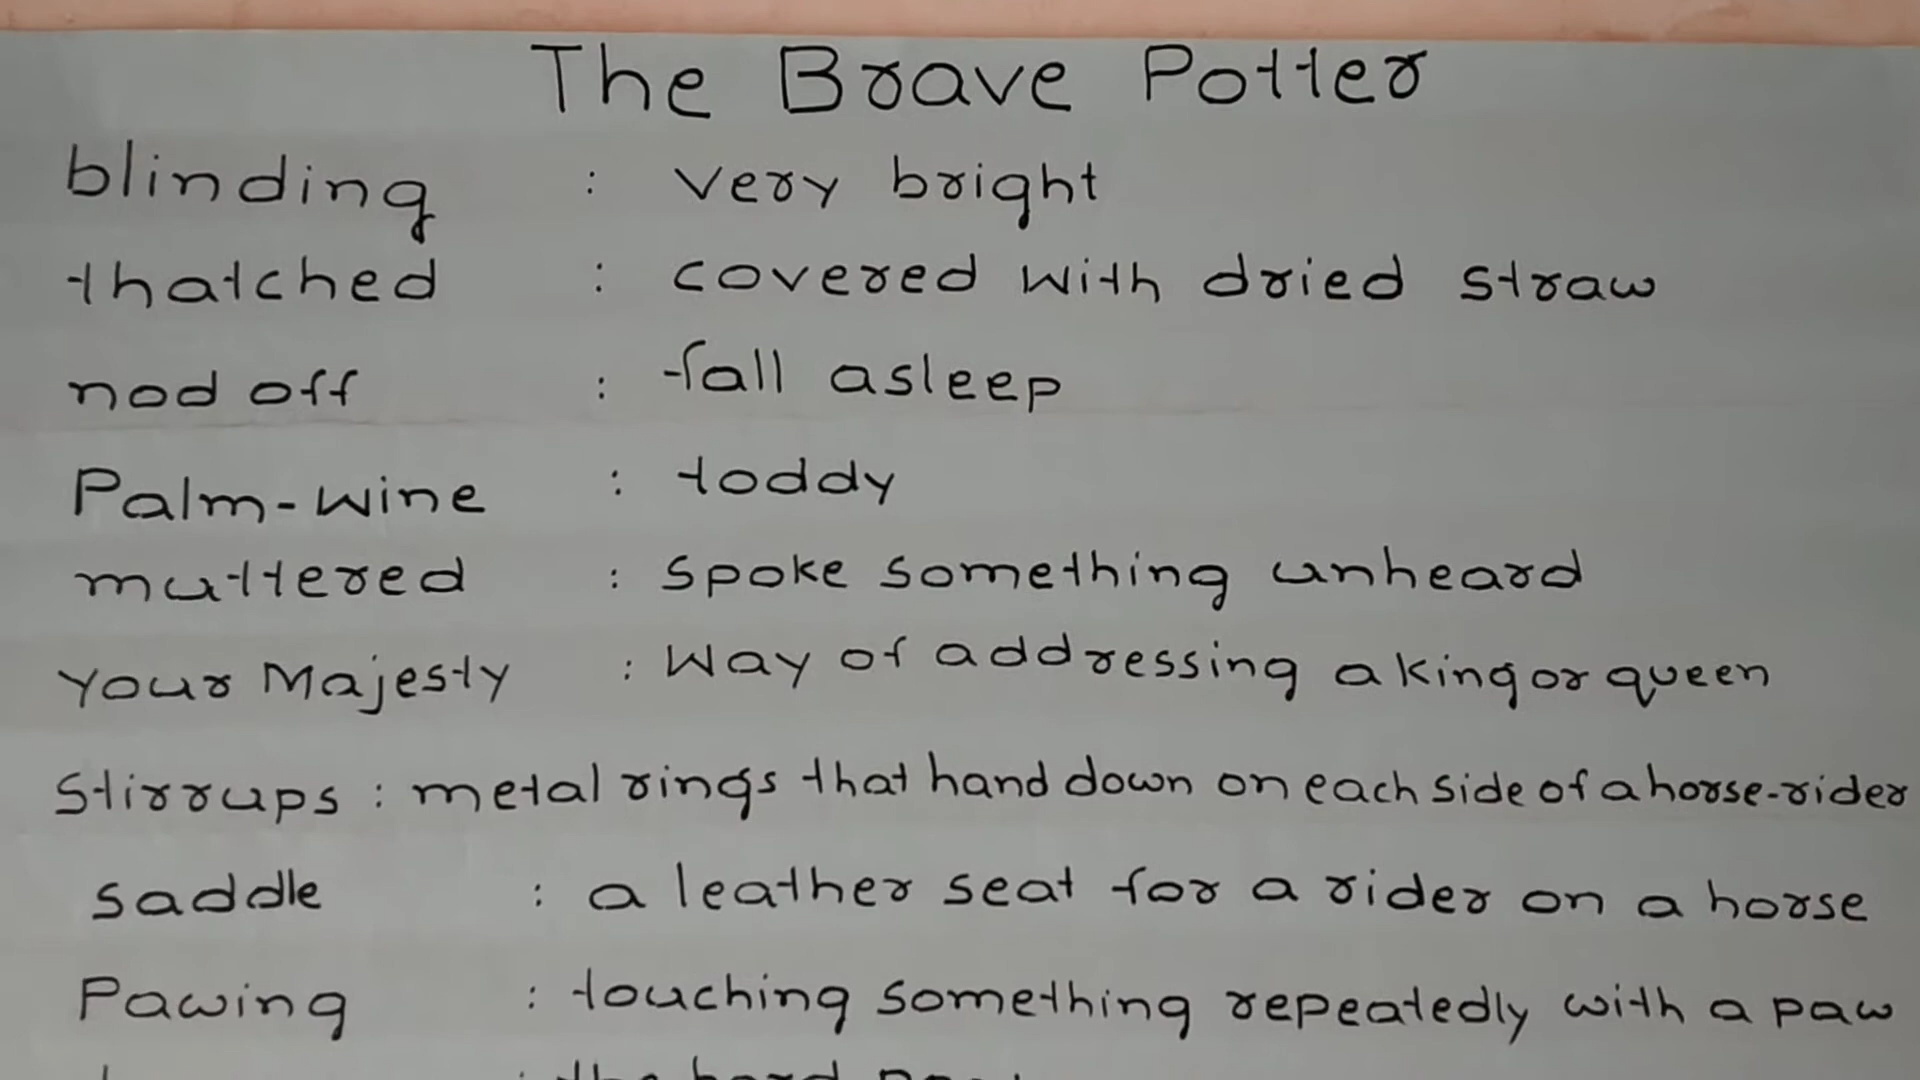 The Brave Potter
blinding : very bright
thatched : covered with dried straw
nod off : fall asleep
Palm-wine : toddy
muttered : spoke something unheard
Your Majesty : Way of addressing a king or queen
Stirrups : metal rings that hand down on each side of a horse-rider
saddle : a leather seat for a rider on a horse
Pawing : touching something repeatedly with a paw
: the hard